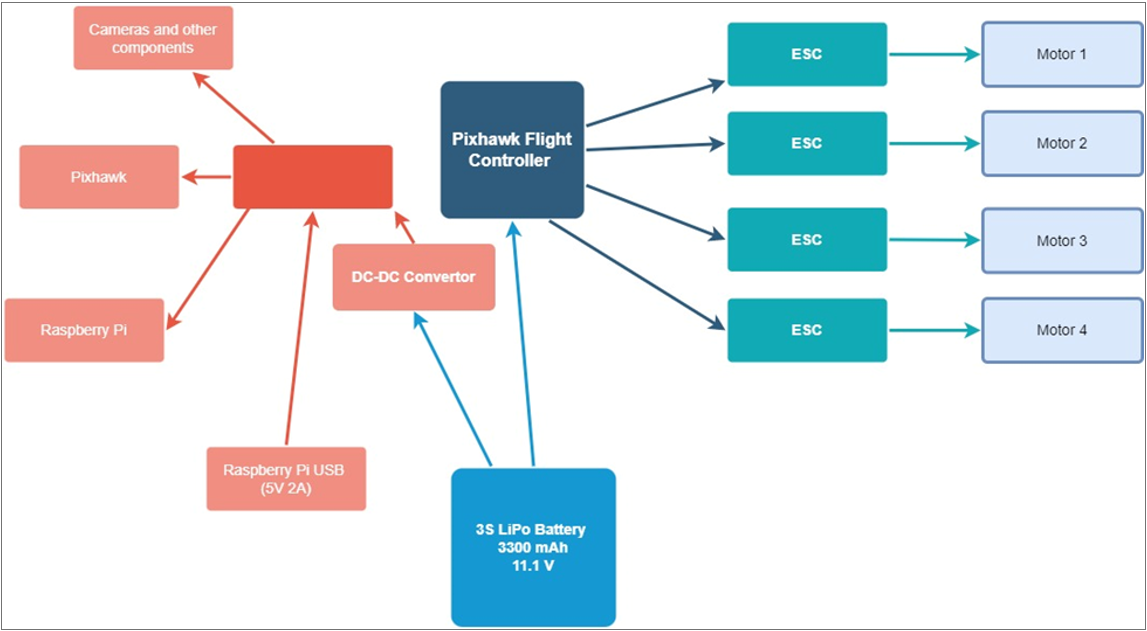 Cameras and other
components
Pixhawk
Raspberry Pi
DC-DC Convertor
Raspberry Pi USB
(5V 2A)
Pixhawk Flight
Controller
3S LiPo Battery
3300 mAh
11.1 V
ESC
Motor 1
ESC
Motor 2
ESC
Motor 3
ESC
Motor 4